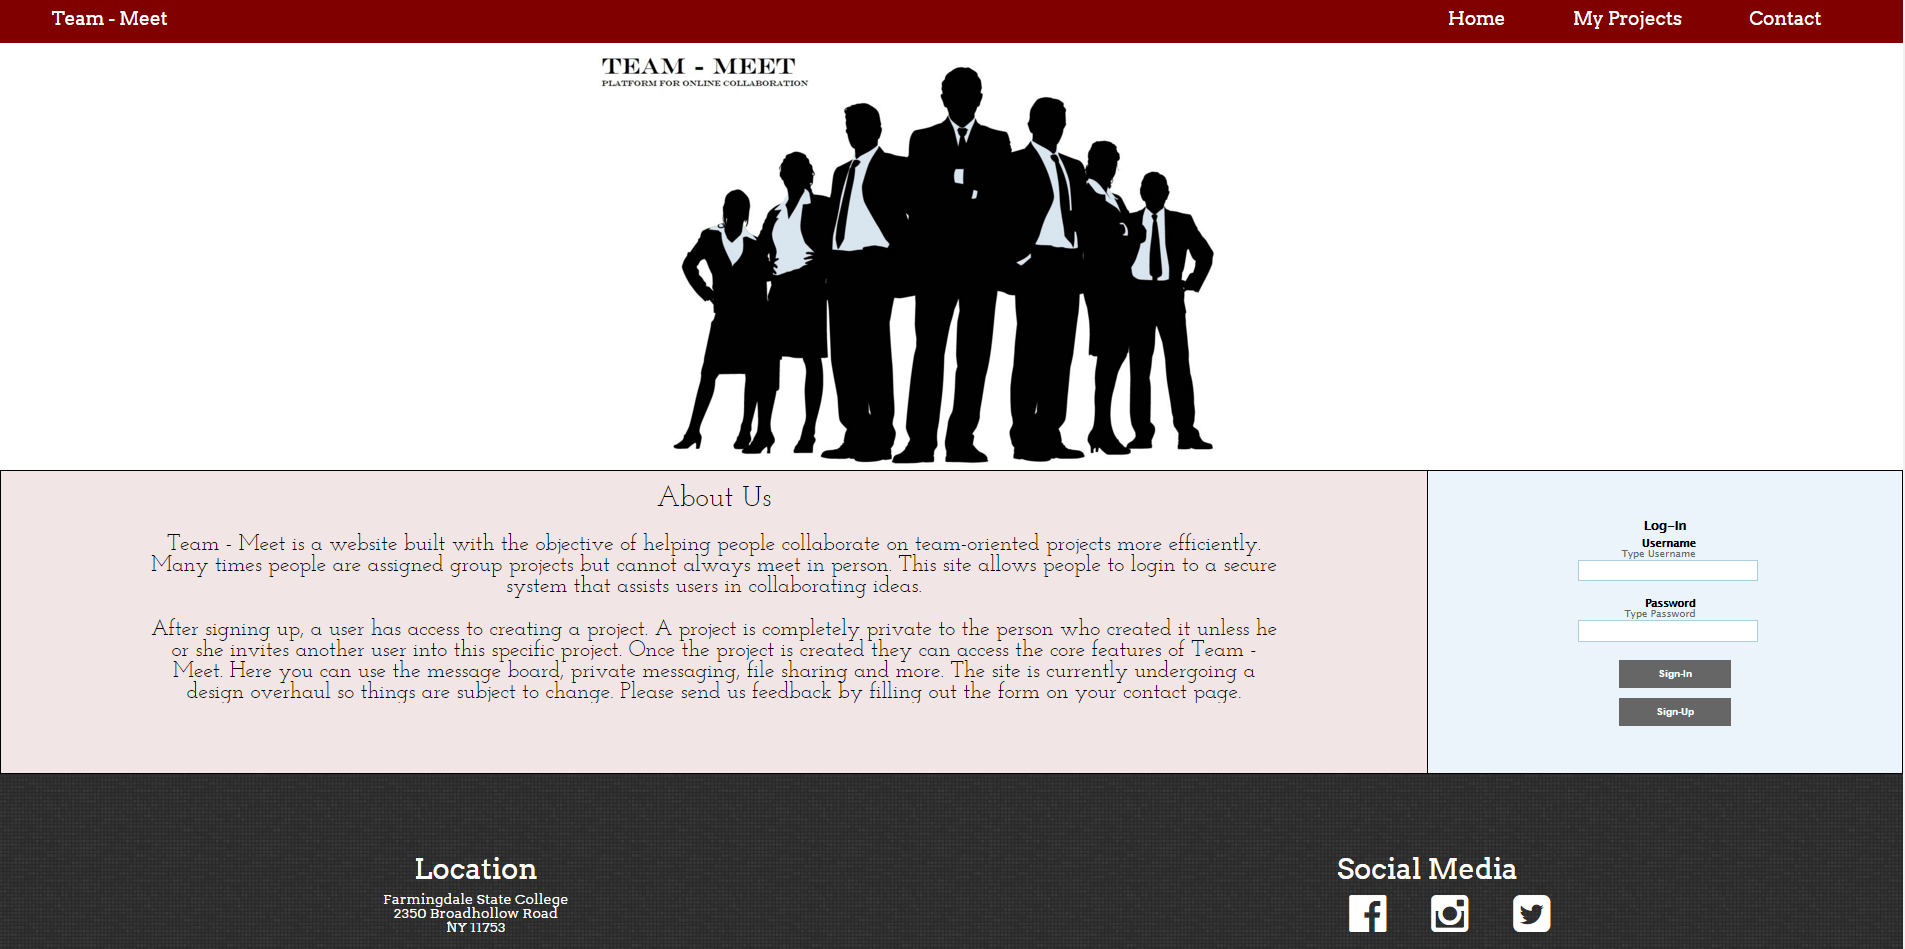 Team - Meet
Home
My Projects
Contact
TEAM - MEET
PLATFORM FOR ONLINE COLLABORATION
About Us
Team - Meet is a website built with the objective of helping people collaborate on team-oriented projects more efficiently.
Many times people are assigned group projects but cannot always meet in person. This site allows people to login to a secure
system that assists users in collaborating ideas.
After signing up, a user has access to creating a project. A project is completely private to the person who created it unless he
or she invites another user into this specific project. Once the project is created they can access the core features of Team -
Meet. Here you can use the message board, private messaging, file sharing and more. The site is currently undergoing a
design overhaul so things are subject to change. Please send us feedback by filling out the form on your contact page.
Log-In
Username
Type Username
Password
Type Password
Sign-In
Sign-Up
Location
Farmingdale State College
2350 Broadhollow Road
NY 11753
Social Media